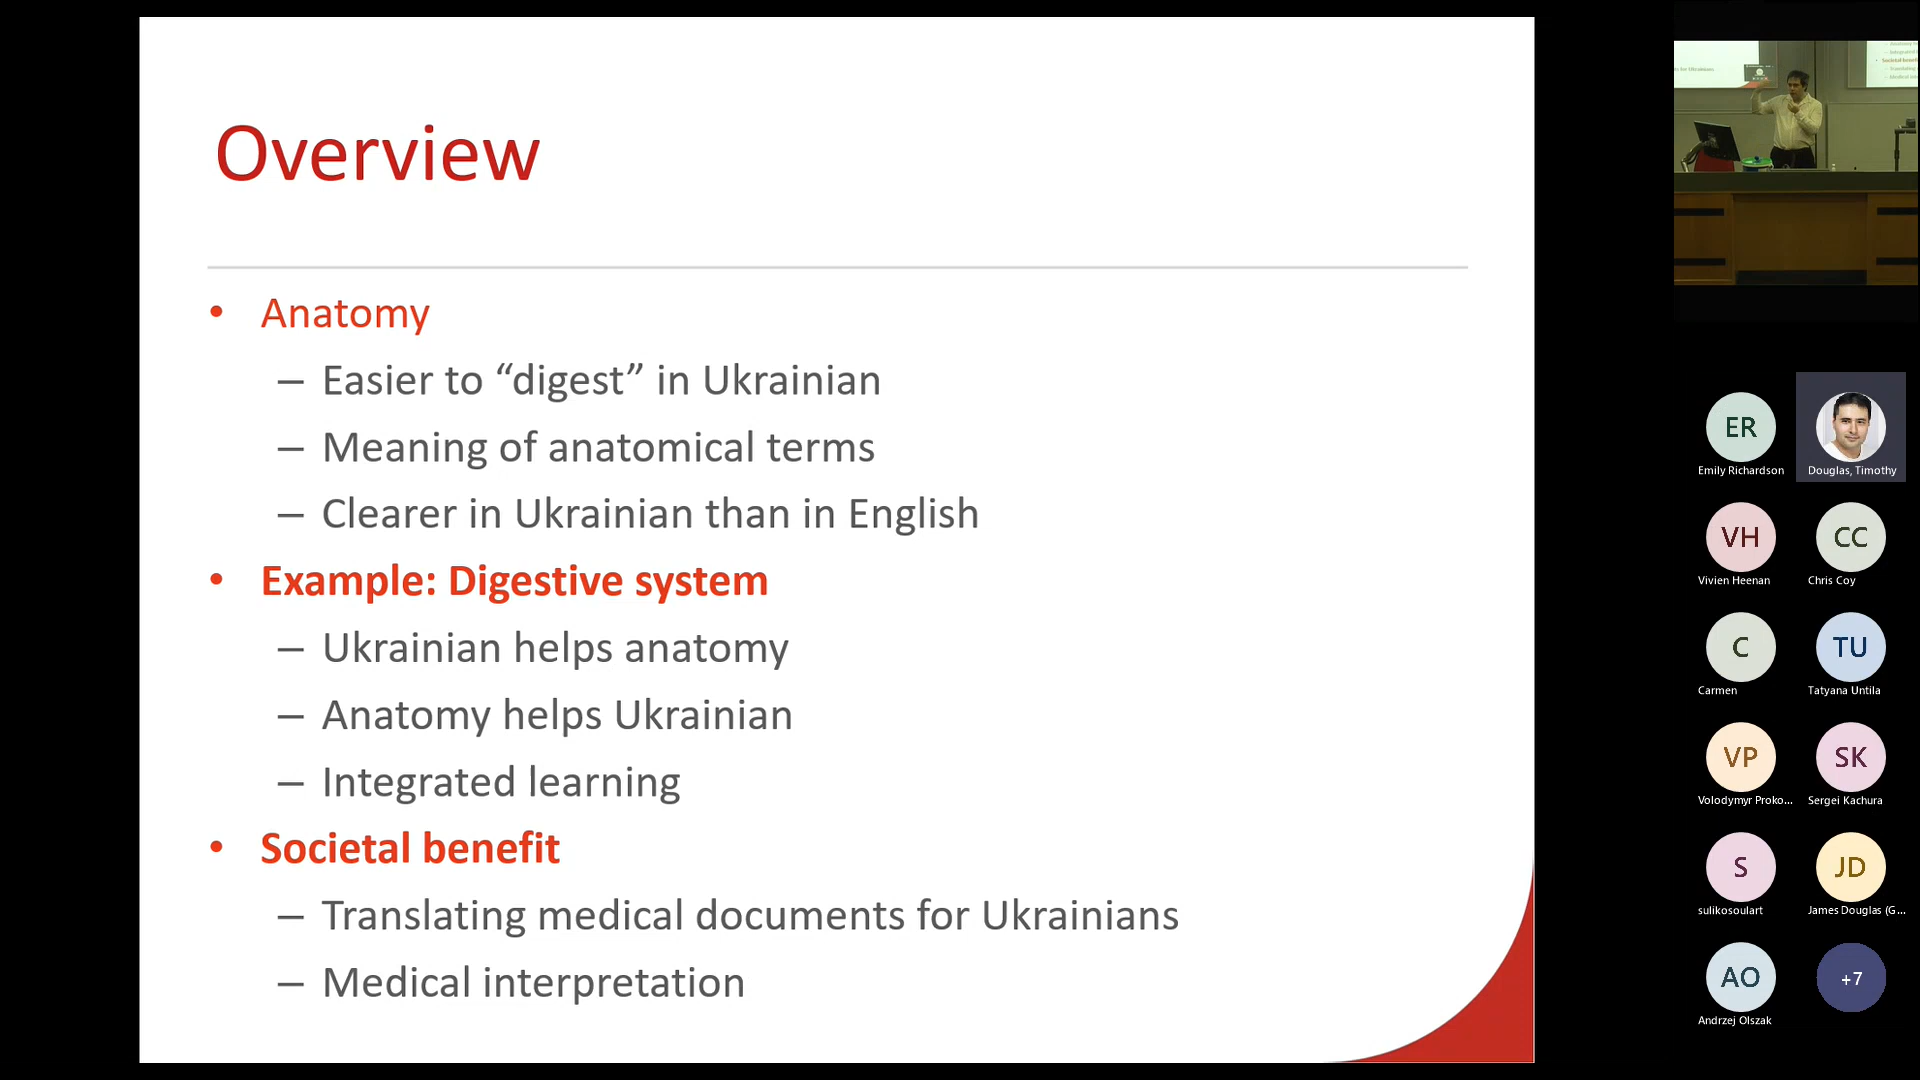 Overview
• Anatomy
– Easier to “digest” in Ukrainian
– Meaning of anatomical terms
– Clearer in Ukrainian than in English
• Example: Digestive system
– Ukrainian helps anatomy
– Anatomy helps Ukrainian
– Integrated learning
• Societal benefit
– Translating medical documents for Ukrainians
– Medical interpretation
ER
Emily Richardson
Douglas, Timothy
VH
Vivien Heenan
CC
Chris Coy
C
Carmen
TU
Tatyana Untila
VP
Volodymyr Proko...
SK
Sergei Kachura
S
sulikosoulart
JD
James Douglas (G...
AO
Andrzej Olszak
+7